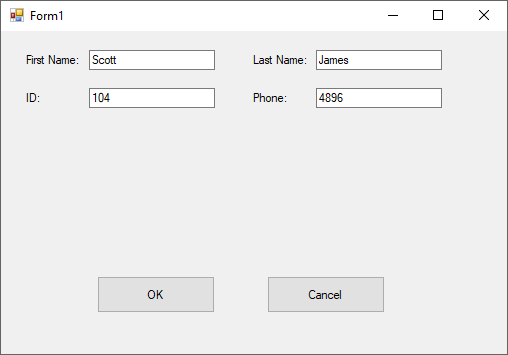 Form1
First Name: Scott Last Name: James
ID: 104 Phone: 4896
OK Cancel